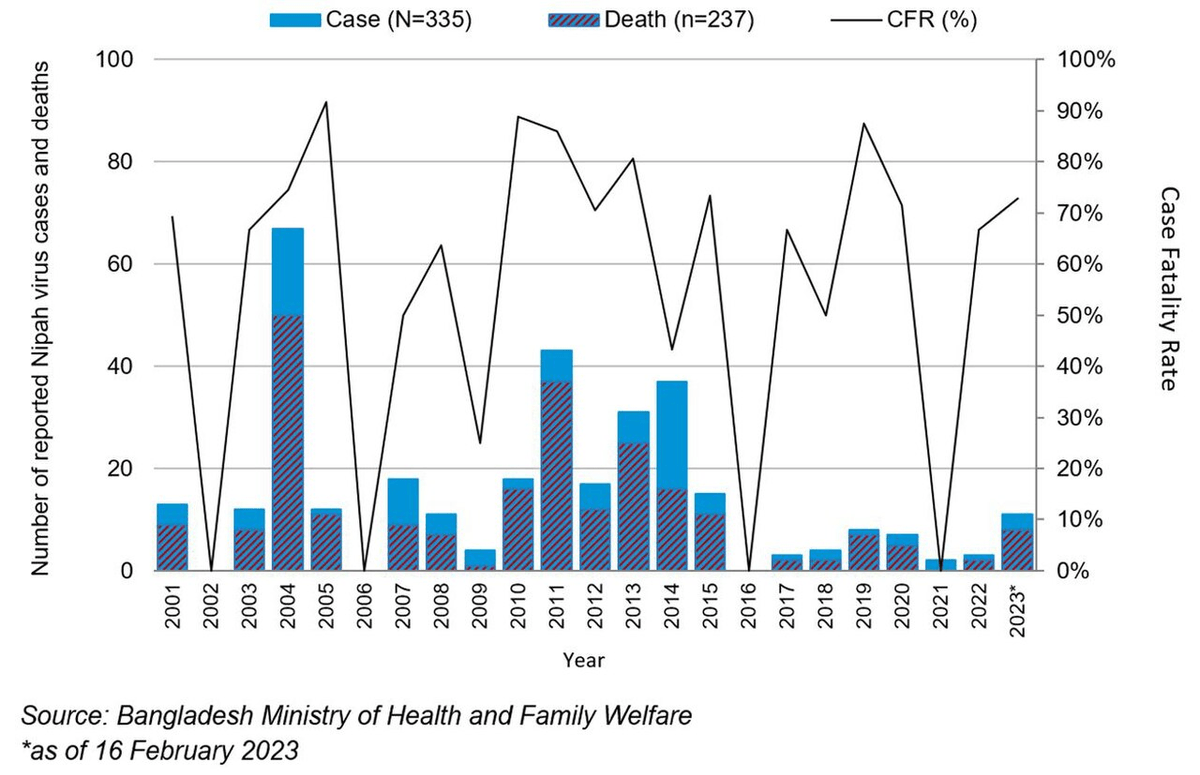 Case (N=335) Death (n=237) CFR (%)
Number of reported Nipah virus cases and deaths
100
80
60
40
20
0
100%
90%
80%
70%
60%
50%
40%
30%
20%
10%
0%
Case Fatality Rate
2001 2002 2003 2004 2005 2006 2007 2008 2009 2010 2011 2012 2013 2014 2015 2016 2017 2018 2019 2020 2021 2022 2023*
Year
Source: Bangladesh Ministry of Health and Family Welfare
*as of 16 February 2023